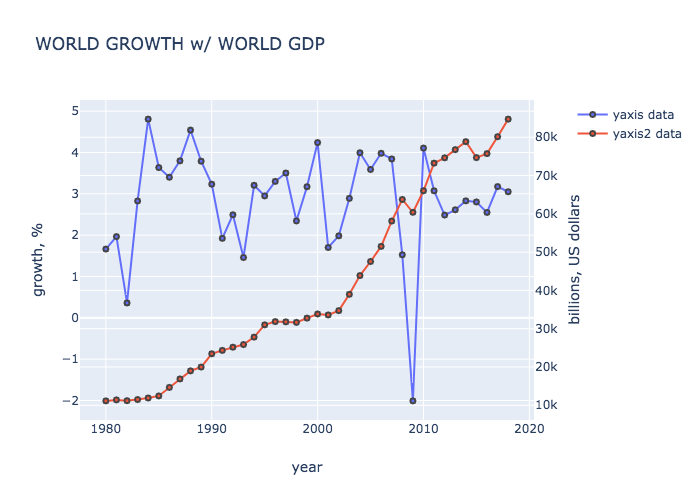 WORLD GROWTH w/ WORLD GDP
yaxis data
yaxis2 data
5
4
3
2
1
0
−1
−2
growth, %
80k
70k
60k
50k
40k
30k
20k
10k
billions, US dollars
1980 1990 2000 2010 2020
year